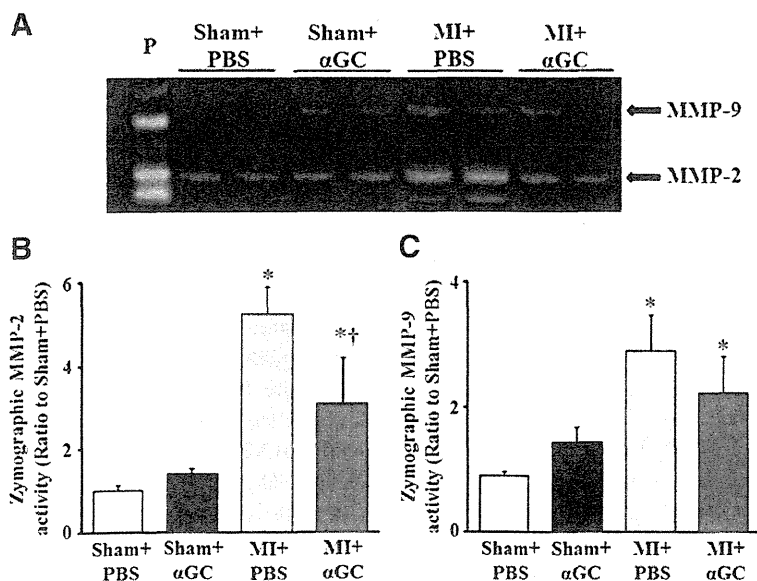 A
P
Sham+ PBS
Sham+ αGC
MI+ PBS
MI+ αGC
MMP-9
MMP-2
B
Zymographic MMP-2
activity (Ratio to Sham+PBS)
6
4
2
0
*
*†
Sham+ PBS
Sham+ αGC
MI+ PBS
MI+ αGC
C
Zymographic MMP-9
activity (Ratio to Sham+PBS)
4
2
0
*
*
Sham+ PBS
Sham+ αGC
MI+ PBS
MI+ αGC